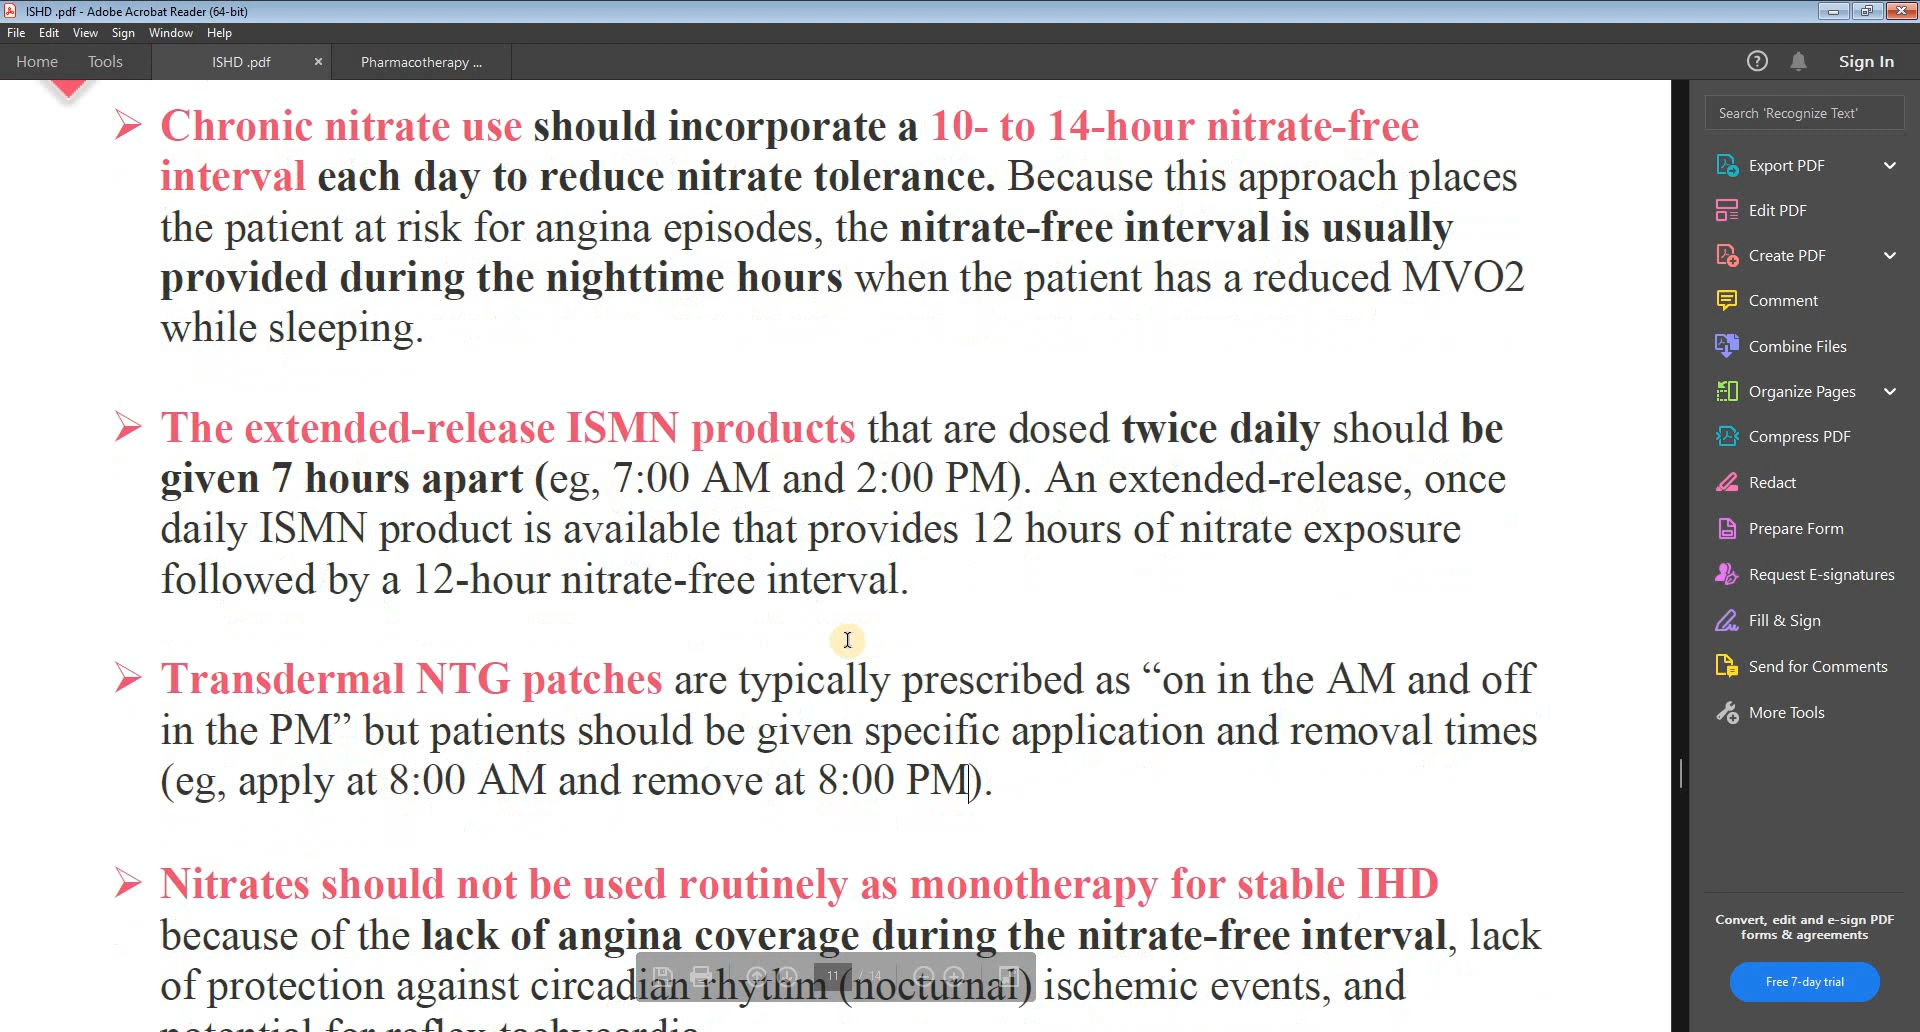 ISHD .pdf - Adobe Acrobat Reader (64-bit)
File Edit View Sign Window Help
Home Tools ISHD .pdf × Pharmacotherapy ... ? Sign In
Chronic nitrate use should incorporate a 10- to 14-hour nitrate-free
interval each day to reduce nitrate tolerance. Because this approach places
the patient at risk for angina episodes, the nitrate-free interval is usually
provided during the nighttime hours when the patient has a reduced MVO2
while sleeping.
The extended-release ISMN products that are dosed twice daily should be
given 7 hours apart (eg, 7:00 AM and 2:00 PM). An extended-release, once
daily ISMN product is available that provides 12 hours of nitrate exposure
followed by a 12-hour nitrate-free interval.
Transdermal NTG patches are typically prescribed as “on in the AM and off
in the PM” but patients should be given specific application and removal times
(eg, apply at 8:00 AM and remove at 8:00 PM).
Nitrates should not be used routinely as monotherapy for stable IHD
because of the lack of angina coverage during the nitrate-free interval, lack
of protection against circadian rhythm (nocturnal) ischemic events, and
potential for reflex tachycardia.
11 / 14
Search 'Recognize Text'
Export PDF
Edit PDF
Create PDF
Comment
Combine Files
Organize Pages
Compress PDF
Redact
Prepare Form
Request E-signatures
Fill & Sign
Send for Comments
More Tools
Convert, edit and e-sign PDF
forms & agreements
Free 7-day trial